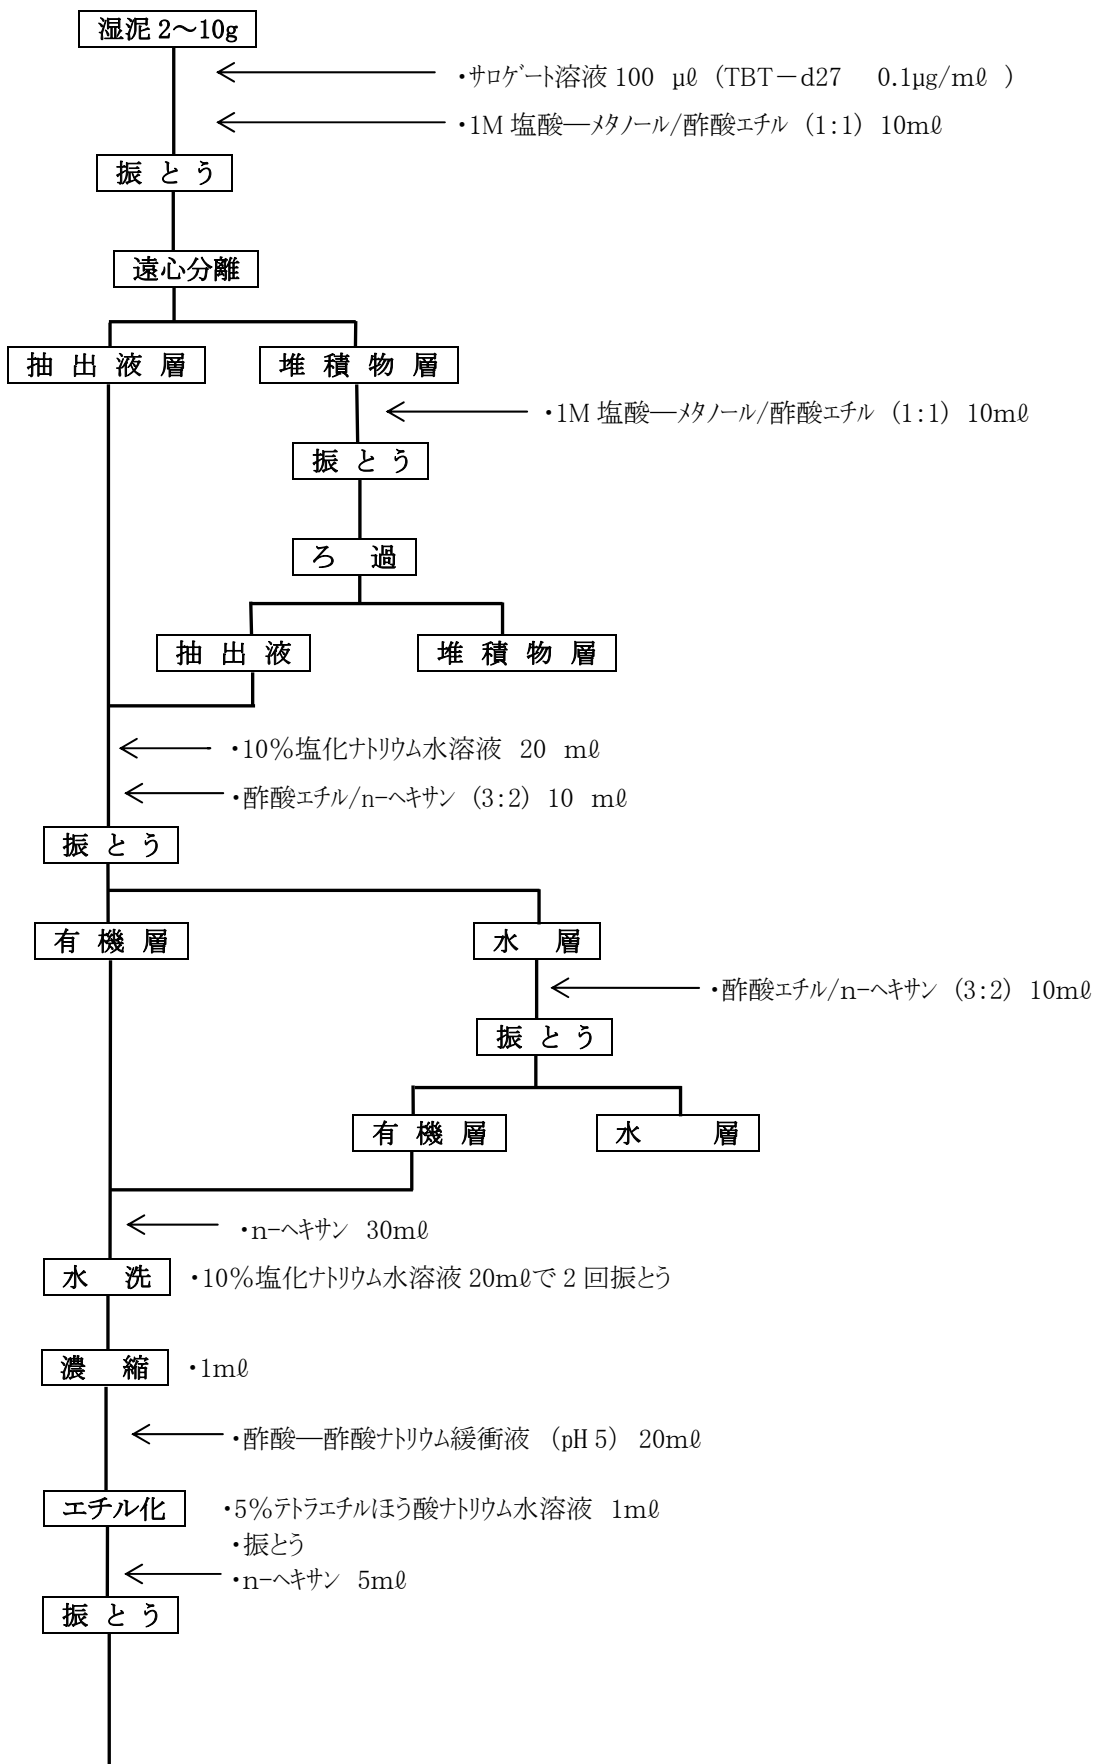 湿泥 2～10g
・サロゲート溶液 100 μℓ (TBT－d27 0.1μg/mℓ )
・1M 塩酸―メタノール/酢酸エチル (1:1) 10mℓ
振 と う
遠心分離
抽 出 液 層
堆 積 物 層
・1M 塩酸―メタノール/酢酸エチル (1:1) 10mℓ
振 と う
ろ 過
抽 出 液
堆 積 物 層
・10%塩化ナトリウム水溶液 20 mℓ
・酢酸エチル/n-ヘキサン (3:2) 10 mℓ
振 と う
有 機 層
水 層
・酢酸エチル/n-ヘキサン (3:2) 10mℓ
振 と う
有 機 層
水 層
・n-ヘキサン 30mℓ
水 洗 ・10%塩化ナトリウム水溶液 20mℓで 2 回振とう
濃 縮 ・1mℓ
・酢酸―酢酸ナトリウム緩衝液 (pH 5) 20mℓ
エチル化 ・5%テトラエチルほう酸ナトリウム水溶液 1mℓ
・振とう
・n-ヘキサン 5mℓ
振 と う